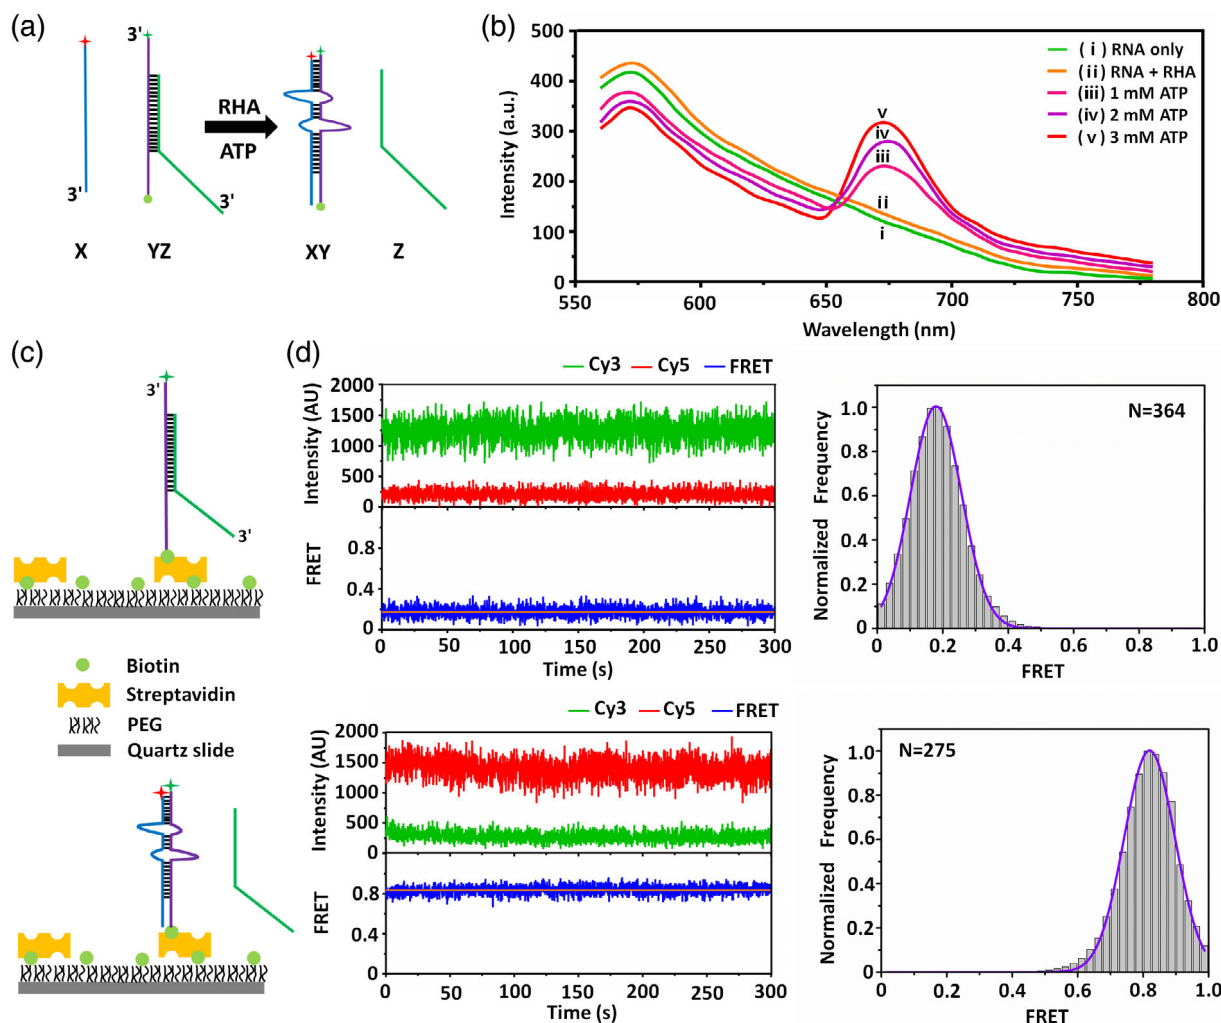 (a)
3'
RHA
ATP
3'
3'
X
YZ
XY
Z
(b)
500
400
300
200
100
0
Intensity (a.u.)
550
600
650
700
750
800
Wavelength (nm)
( i ) RNA only
( ii ) RNA + RHA
(iii) 1 mM ATP
(iv) 2 mM ATP
( v ) 3 mM ATP
v
iv
iii
ii
i
(c)
3'
3'
Biotin
Streptavidin
PEG
Quartz slide
(d)
Cy3 Cy5 FRET
2000
1500
1000
500
0
Intensity (AU)
0.8
0.4
0
FRET
0 50 100 150 200 250 300
Time (s)
N=364
1.0
0.8
0.6
0.4
0.2
0
Normalized Frequency
0 0.2 0.4 0.6 0.8 1.0
FRET
Cy3 Cy5 FRET
2000
1500
1000
500
0
Intensity (AU)
0.8
0.4
0
FRET
0 50 100 150 200 250 300
Time (s)
N=275
1.0
0.8
0.6
0.4
0.2
0
Normalized Frequency
0 0.2 0.4 0.6 0.8 1.0
FRET